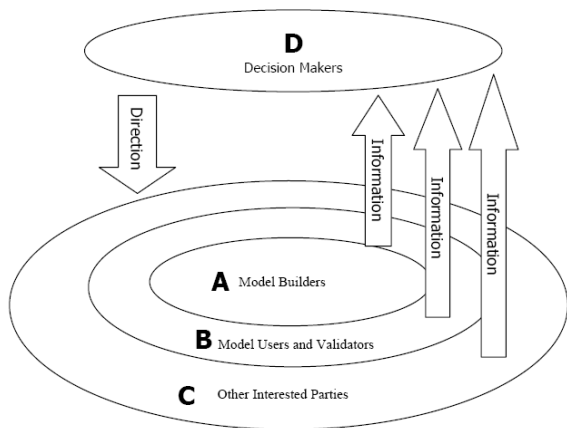 D
Decision Makers
Direction
Information
Information
Information
A Model Builders
B Model Users and Validators
C Other Interested Parties